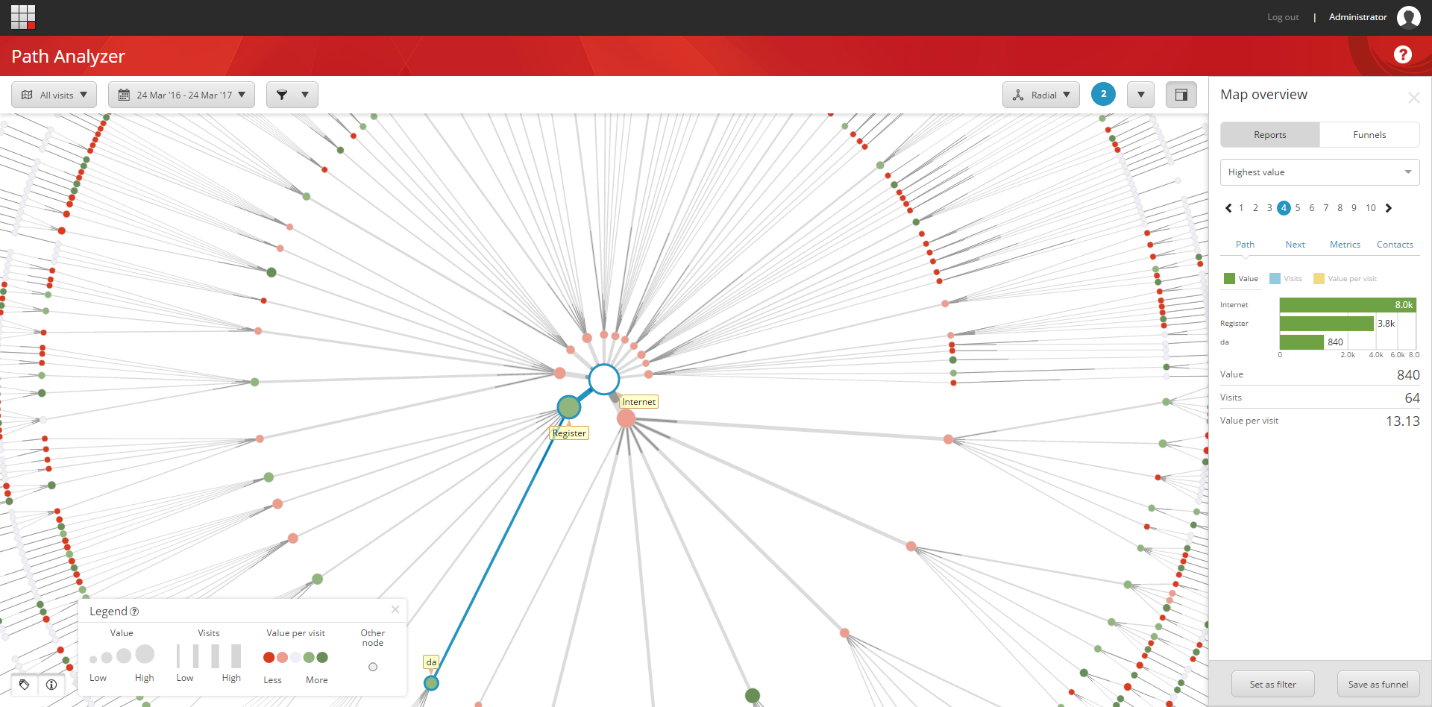 Log out | Administrator
Path Analyzer
?
All visits
24 Mar '16 - 24 Mar '17
Radial
2
Map overview
Reports Funnels
Highest value
1 2 3 4 5 6 7 8 9 10
Path Next Metrics Contacts
Value Visits Value per visit
Internet 8.0k
Register 3.8k
da 840
0 2.0k 4.0k 6.0k 8.0
Value 840
Visits 64
Value per visit 13.13
Internet
Register
da
Legend ?
Value Visits Value per visit Other node
Low High Low High Less More
Set as filter Save as funnel